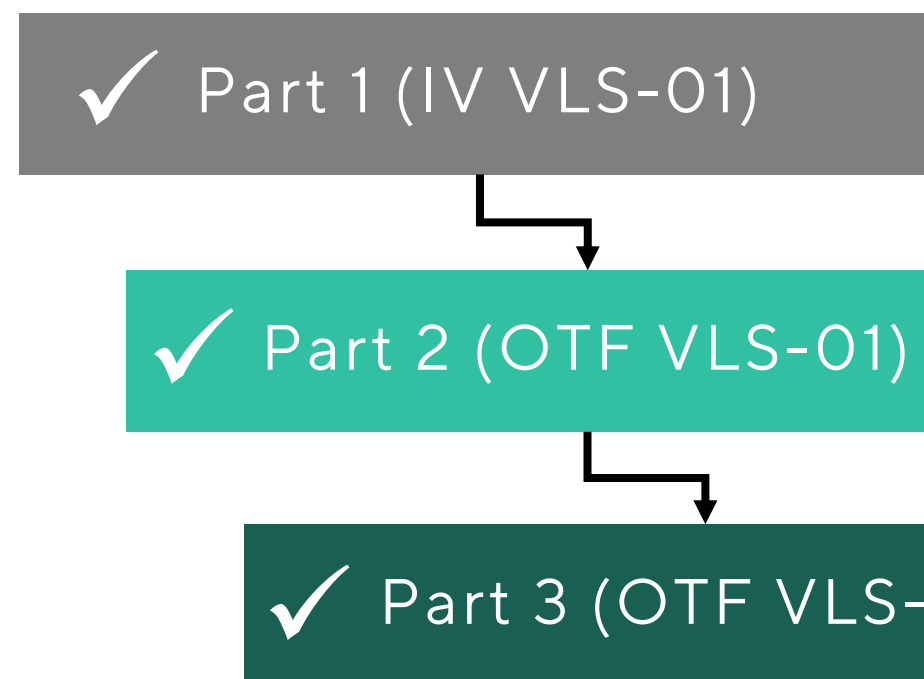 ✓ Part 1 (IV VLS-01)
✓ Part 2 (OTF VLS-01)
✓ Part 3 (OTF VLS-